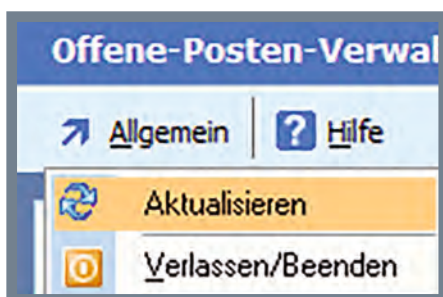 Offene-Posten-Verwal
Allgemein Hilfe
Aktualisieren
Verlassen/Beenden